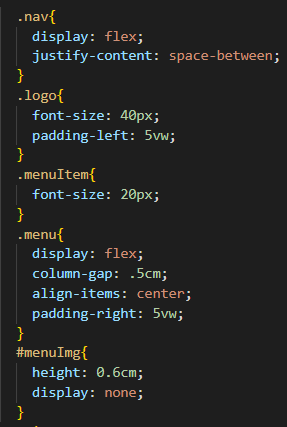 .nav{
display: flex;
justify-content: space-between;
}
.logo{
font-size: 40px;
padding-left: 5vw;
}
.menuItem{
font-size: 20px;
}
.menu{
display: flex;
column-gap: .5cm;
align-items: center;
padding-right: 5vw;
}
#menuImg{
height: 0.6cm;
display: none;
}